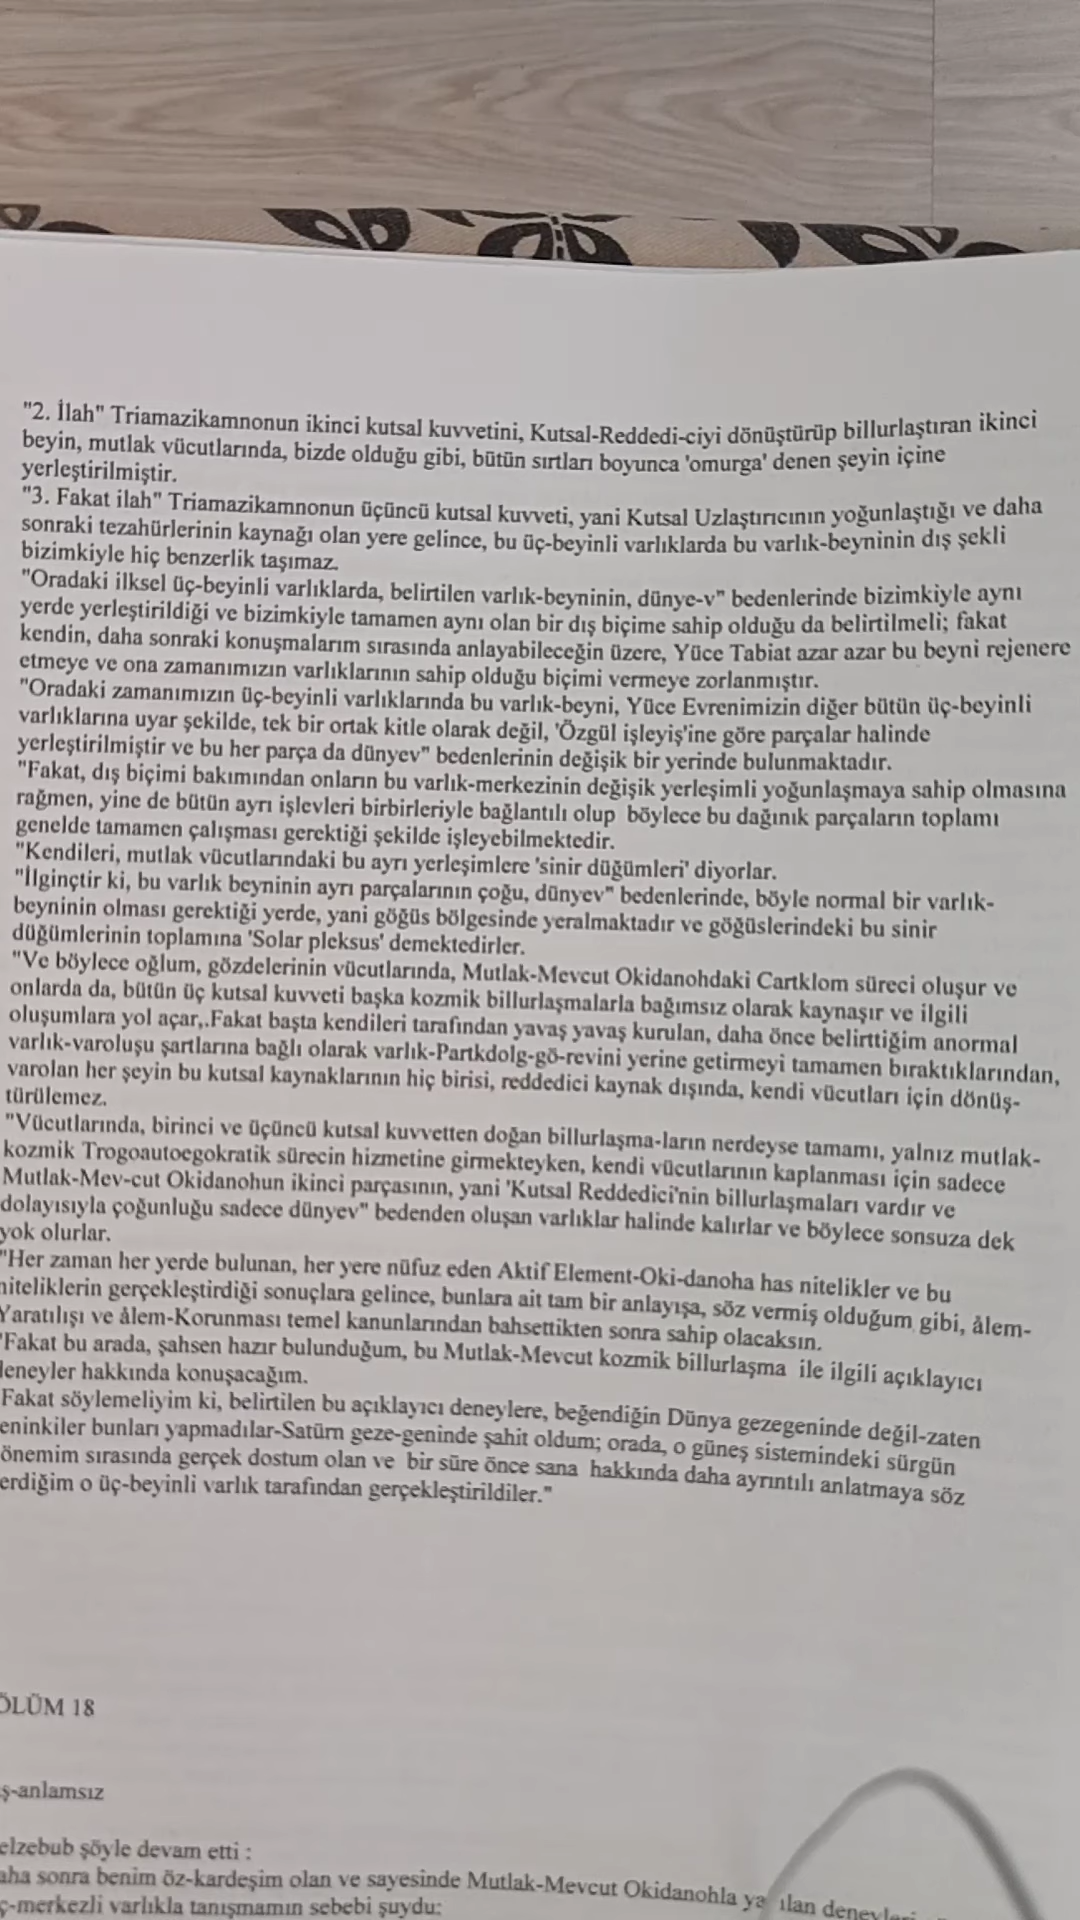 "2. İlah" Triamazikamnonun ikinci kutsal kuvvetini, Kutsal-Reddedi-ciyi dönüştürüp billurlaştıran ikinci
beyin, mutlak vücutlarında, bizde olduğu gibi, bütün sırtları boyunca 'omurga' denen şeyin içine
yerleştirilmiştir.
"3. Fakat ilah" Triamazikamnonun üçüncü kutsal kuvveti, yani Kutsal Uzlaştırıcının yoğunlaştığı ve daha
sonraki tezahürlerinin kaynağı olan yere gelince, bu üç-beyinli varlıklarda bu varlık-beyninin dış şekli
bizimkiyle hiç benzerlik taşımaz.
"Oradaki ilksel üç-beyinli varlıklarda, belirtilen varlık-beyninin, dünye-v" bedenlerinde bizimkiyle aynı
yerde yerleştirildiği ve bizimkiyle tamamen aynı olan bir dış biçime sahip olduğu da belirtilmeli; fakat
kendin, daha sonraki konuşmalarım sırasında anlayabileceğin üzere, Yüce Tabiat azar azar bu beyni rejenere
etmeye ve ona zamanımızın varlıklarının sahip olduğu biçimi vermeye zorlanmıştır.
"Oradaki zamanımızın üç-beyinli varlıklarında bu varlık-beyni, Yüce Evrenimizin diğer bütün üç-beyinli
varlıklarına uyar şekilde, tek bir ortak kitle olarak değil, 'Özgül işleyiş'ine göre parçalar halinde
yerleştirilmiştir ve bu her parça da dünyev" bedenlerinin değişik bir yerinde bulunmaktadır.
"Fakat, dış biçimi bakımından onların bu varlık-merkezinin değişik yerleşimli yoğunlaşmaya sahip olmasına
rağmen, yine de bütün ayrı işlevleri birbirleriyle bağlantılı olup böylece bu dağınık parçaların toplamı
genelde tamamen çalışması gerektiği şekilde işleyebilmektedir.
"Kendileri, mutlak vücutlarındaki bu ayrı yerleşimlere 'sinir düğümleri' diyorlar.
"İlginçtir ki, bu varlık beyninin ayrı parçalarının çoğu, dünyev" bedenlerinde, böyle normal bir varlık-
beyninin olması gerektiği yerde, yani göğüs bölgesinde yeralmaktadır ve göğüslerindeki bu sinir
düğümlerinin toplamına 'Solar pleksus' demektedirler.
"Ve böylece oğlum, gözdelerinin vücutlarında, Mutlak-Mevcut Okidanohdaki Cartklom süreci oluşur ve
onlarda da, bütün üç kutsal kuvveti başka kozmik billurlaşmalarla bağımsız olarak kaynaşır ve ilgili
oluşumlara yol açar,.Fakat başta kendileri tarafından yavaş yavaş kurulan, daha önce belirttiğim anormal
varlık-varoluşu şartlarına bağlı olarak varlık-Partkdolg-gö-revini yerine getirmeyi tamamen bıraktıklarından,
varolan her şeyin bu kutsal kaynaklarının hiç birisi, reddedici kaynak dışında, kendi vücutları için dönüş-
türülemez.
"Vücutlarında, birinci ve üçüncü kutsal kuvvetten doğan billurlaşma-ların nerdeyse tamamı, yalnız mutlak-
kozmik Trogoautoegokratik sürecin hizmetine girmekteyken, kendi vücutlarının kaplanması için sadece
Mutlak-Mev-cut Okidanohun ikinci parçasının, yani 'Kutsal Reddedici'nin billurlaşmaları vardır ve
dolayısıyla çoğunluğu sadece dünyev" bedenden oluşan varlıklar halinde kalırlar ve böylece sonsuza dek
yok olurlar.
"Her zaman her yerde bulunan, her yere nüfuz eden Aktif Element-Oki-danoha has nitelikler ve bu
niteliklerin gerçekleştirdiği sonuçlara gelince, bunlara ait tam bir anlayışa, söz vermiş olduğum gibi, âlem-
Yaratılışı ve âlem-Korunması temel kanunlarından bahsettikten sonra sahip olacaksın.
"Fakat bu arada, şahsen hazır bulunduğum, bu Mutlak-Mevcut kozmik billurlaşma ile ilgili açıklayıcı
deneyler hakkında konuşacağım.
Fakat söylemeliyim ki, belirtilen bu açıklayıcı deneylere, beğendiğin Dünya gezegeninde değil-zaten
eninkiler bunları yapmadılar-Satürn geze-geninde şahit oldum; orada, o güneş sistemindeki sürgün
önemim sırasında gerçek dostum olan ve bir süre önce sana hakkında daha ayrıntılı anlatmaya söz
erdiğim o üç-beyinli varlık tarafından gerçekleştirildiler."
ÖLÜM 18
ş-anlamsız
elzebub şöyle devam etti :
aha sonra benim öz-kardeşim olan ve sayesinde Mutlak-Mevcut Okidanohla ya ılan deneyleri
ç-merkezli varlıkla tanışmamın sebebi şuydu: